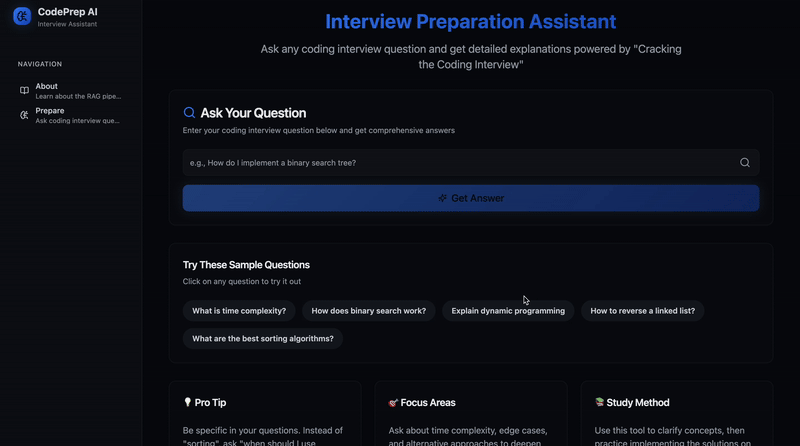 CodePrep AI
Interview Assistant
NAVIGATION
About
Learn about the RAG pipe...
Prepare
Ask coding interview que...
Interview Preparation Assistant
Ask any coding interview question and get detailed explanations powered by "Cracking
the Coding Interview"
Ask Your Question
Enter your coding interview question below and get comprehensive answers
e.g., How do I implement a binary search tree?
Get Answer
Try These Sample Questions
Click on any question to try it out
What is time complexity?
How does binary search work?
Explain dynamic programming
How to reverse a linked list?
What are the best sorting algorithms?
Pro Tip
Be specific in your questions. Instead of
"sorting", ask "when should I use
Focus Areas
Ask about time complexity, edge cases,
and alternative approaches to deepen
Study Method
Use this tool to clarify concepts, then
practice implementing the solutions on